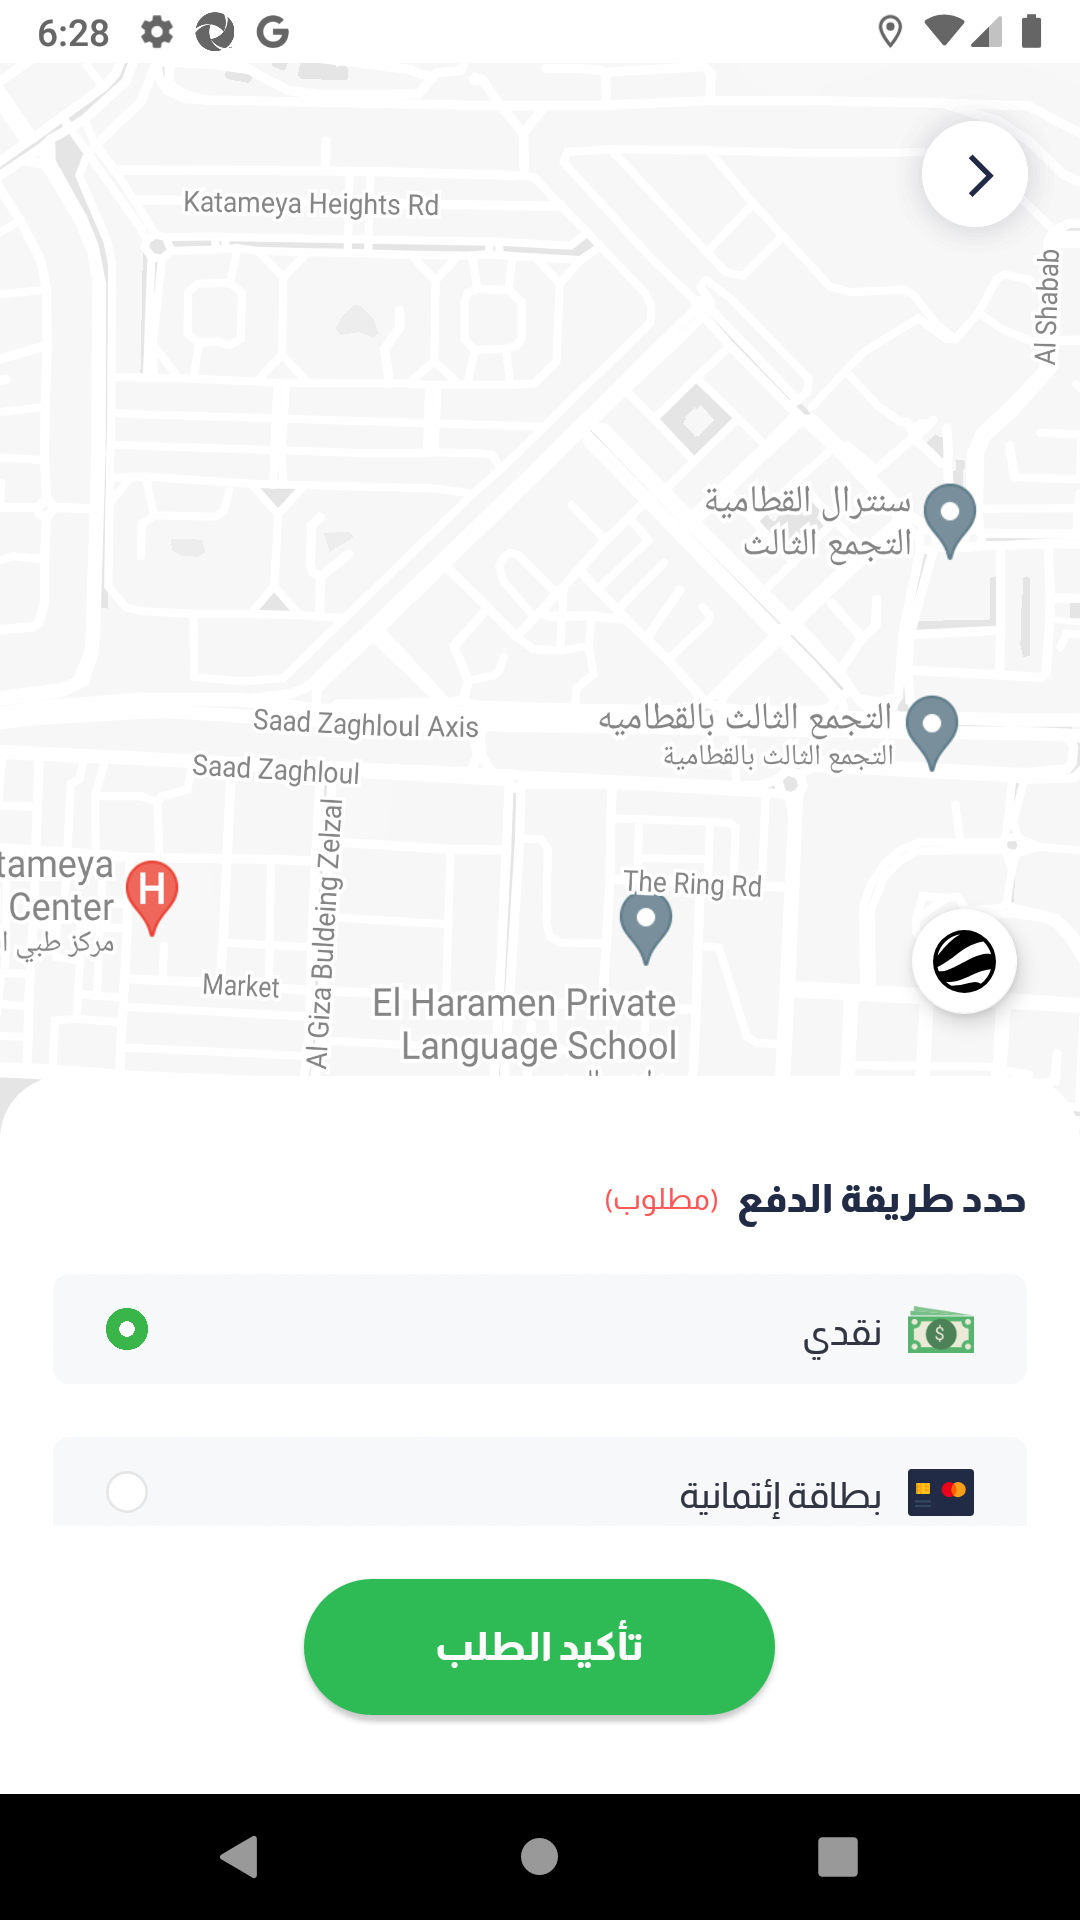 6:28
Katameya Heights Rd
Al Shabab
سنترال القطامية
التجمع الثالث
Saad Zaghloul Axis
التجمع الثالث بالقطاميه
التجمع الثالث بالقطامية
Saad Zaghloul
Al Giza Buldeing Zelzal
tameya
Center
مركز طبي ا
H
The Ring Rd
Market
El Haramen Private
Language School
حدد طريقة الدفع (مطلوب)
نقدي
بطاقة إئتمانية
تأكيد الطلب